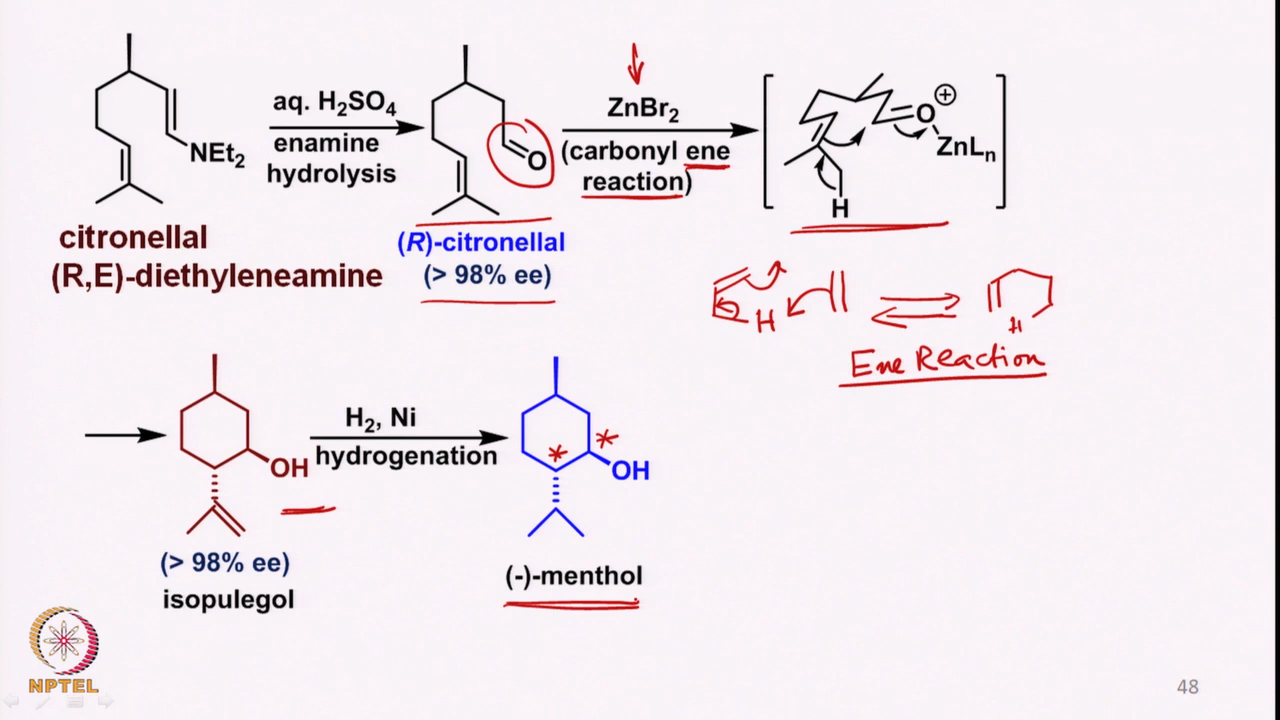 aq. H2SO4
enamine
hydrolysis
NEt2
O
ZnBr2
(carbonyl ene
reaction)
O
+
ZnLn
H
citronellal
(R,E)-diethyleneamine
(R)-citronellal
(> 98% ee)
H
H
Ene Reaction
OH
H2, Ni
hydrogenation
*
*
OH
(> 98% ee)
isopulegol
(-)-menthol
NPTEL
48